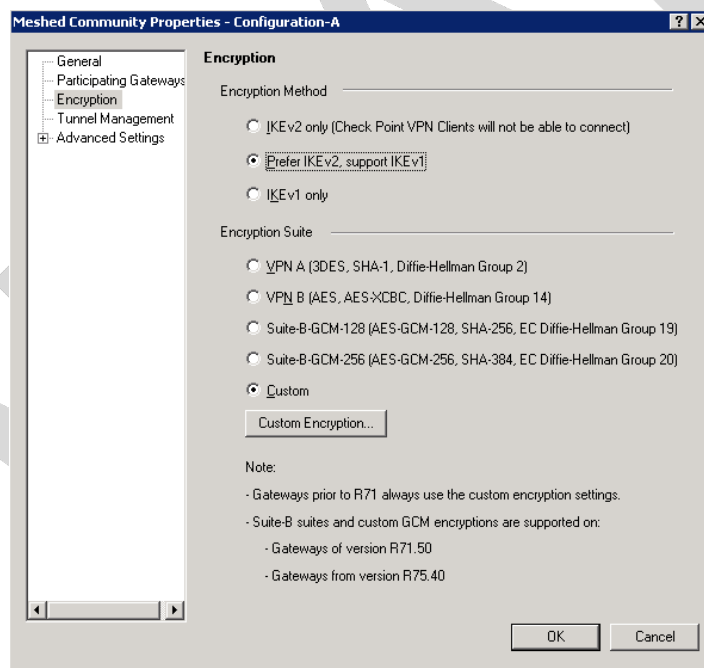 Meshed Community Properties - Configuration-A
General
Participating Gateways
Encryption
Tunnel Management
Advanced Settings
Encryption
Encryption Method
IKEv2 only (Check Point VPN Clients will not be able to connect)
Prefer IKEv2, support IKEv1
IKEv1 only
Encryption Suite
VPN A (3DES, SHA-1, Diffie-Hellman Group 2)
VPN B (AES, AES-XCBC, Diffie-Hellman Group 14)
Suite-B-GCM-128 (AES-GCM-128, SHA-256, EC Diffie-Hellman Group 19)
Suite-B-GCM-256 (AES-GCM-256, SHA-384, EC Diffie-Hellman Group 20)
Custom
Custom Encryption...
Note:
- Gateways prior to R71 always use the custom encryption settings.
- Suite-B suites and custom GCM encryptions are supported on:
- Gateways of version R71.50
- Gateways from version R75.40
OK Cancel